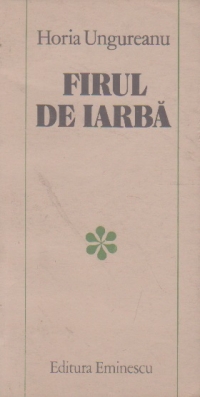 Horia Ungureanu
FIRUL
DE IARBĂ
Editura Eminescu